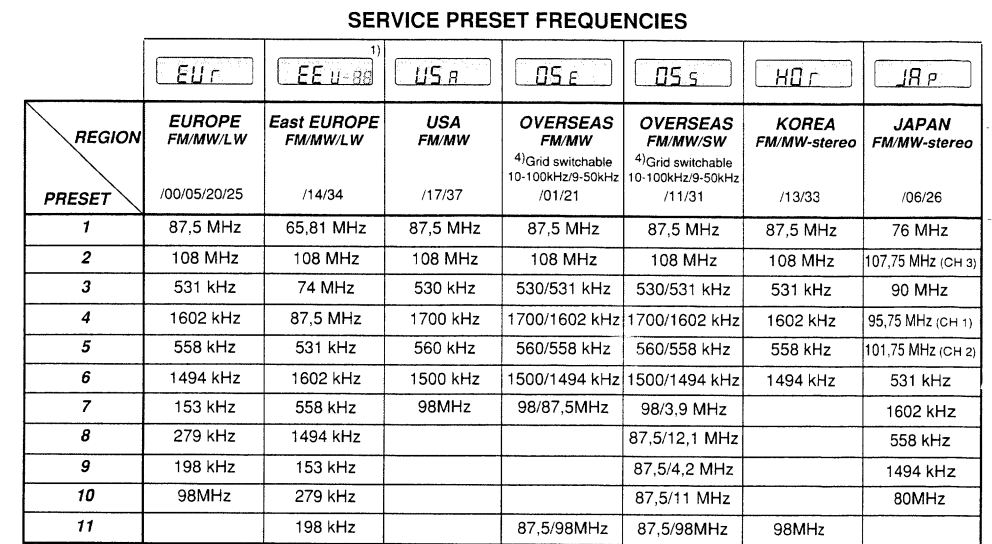 SERVICE PRESET FREQUENCIES
1)
EUr EEu-88 USA OSE OSs HOr JAp
REGION EUROPE East EUROPE USA OVERSEAS OVERSEAS KOREA JAPAN
FM/MW/LW FM/MW/LW FM/MW FM/MW FM/MW/SW FM/MW-stereo FM/MW-stereo
4)Grid switchable 4)Grid switchable
10-100kHz/9-50kHz 10-100kHz/9-50kHz
PRESET /00/05/20/25 /14/34 /17/37 /01/21 /11/31 /13/33 /06/26
1 87,5 MHz 65,81 MHz 87,5 MHz 87,5 MHz 87,5 MHz 87,5 MHz 76 MHz
2 108 MHz 108 MHz 108 MHz 108 MHz 108 MHz 108 MHz 107,75 MHz (CH 3)
3 531 kHz 74 MHz 530 kHz 530/531 kHz 530/531 kHz 531 kHz 90 MHz
4 1602 kHz 87,5 MHz 1700 kHz 1700/1602 kHz 1700/1602 kHz 1602 kHz 95,75 MHz (CH 1)
5 558 kHz 531 kHz 560 kHz 560/558 kHz 560/558 kHz 558 kHz 101,75 MHz (CH 2)
6 1494 kHz 1602 kHz 1500 kHz 1500/1494 kHz 1500/1494 kHz 1494 kHz 531 kHz
7 153 kHz 558 kHz 98MHz 98/87,5MHz 98/3,9 MHz 1602 kHz
8 279 kHz 1494 kHz 87,5/12,1 MHz 558 kHz
9 198 kHz 153 kHz 87,5/4,2 MHz 1494 kHz
10 98MHz 279 kHz 87,5/11 MHz 80MHz
11 198 kHz 87,5/98MHz 87,5/98MHz 98MHz